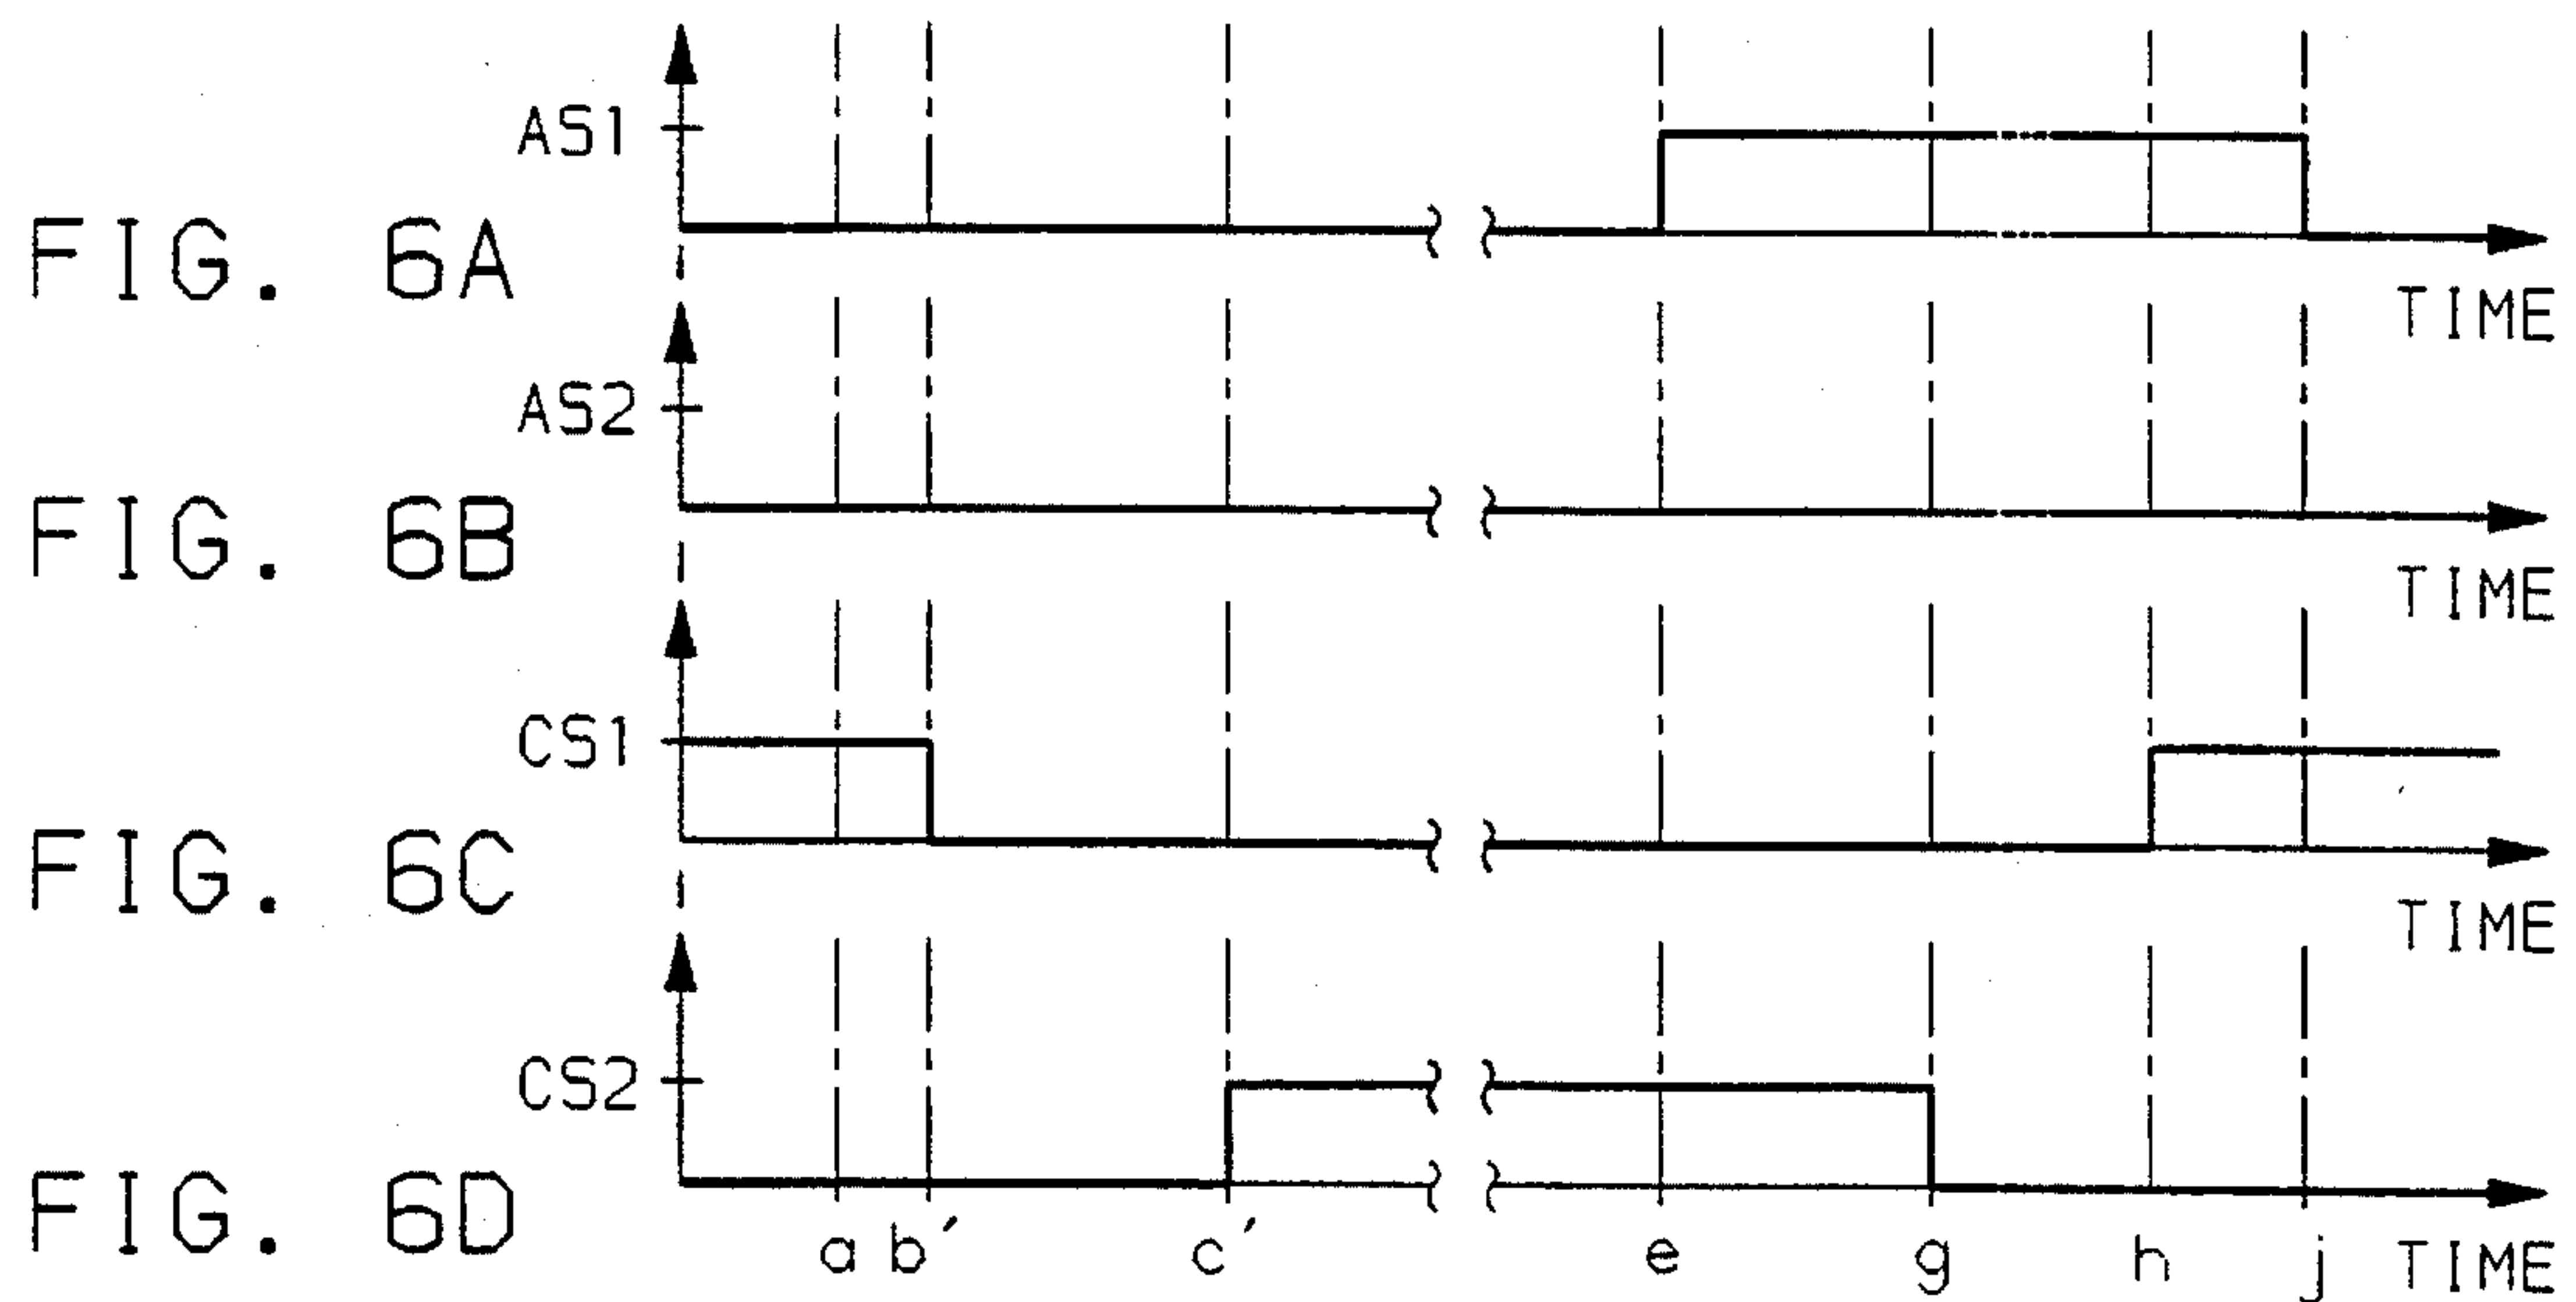 AS1
FIG. 6A
TIME
AS2
FIG. 6B
TIME
CS1
FIG. 6C
TIME
CS2
FIG. 6D
a b′ c′ e g h j TIME